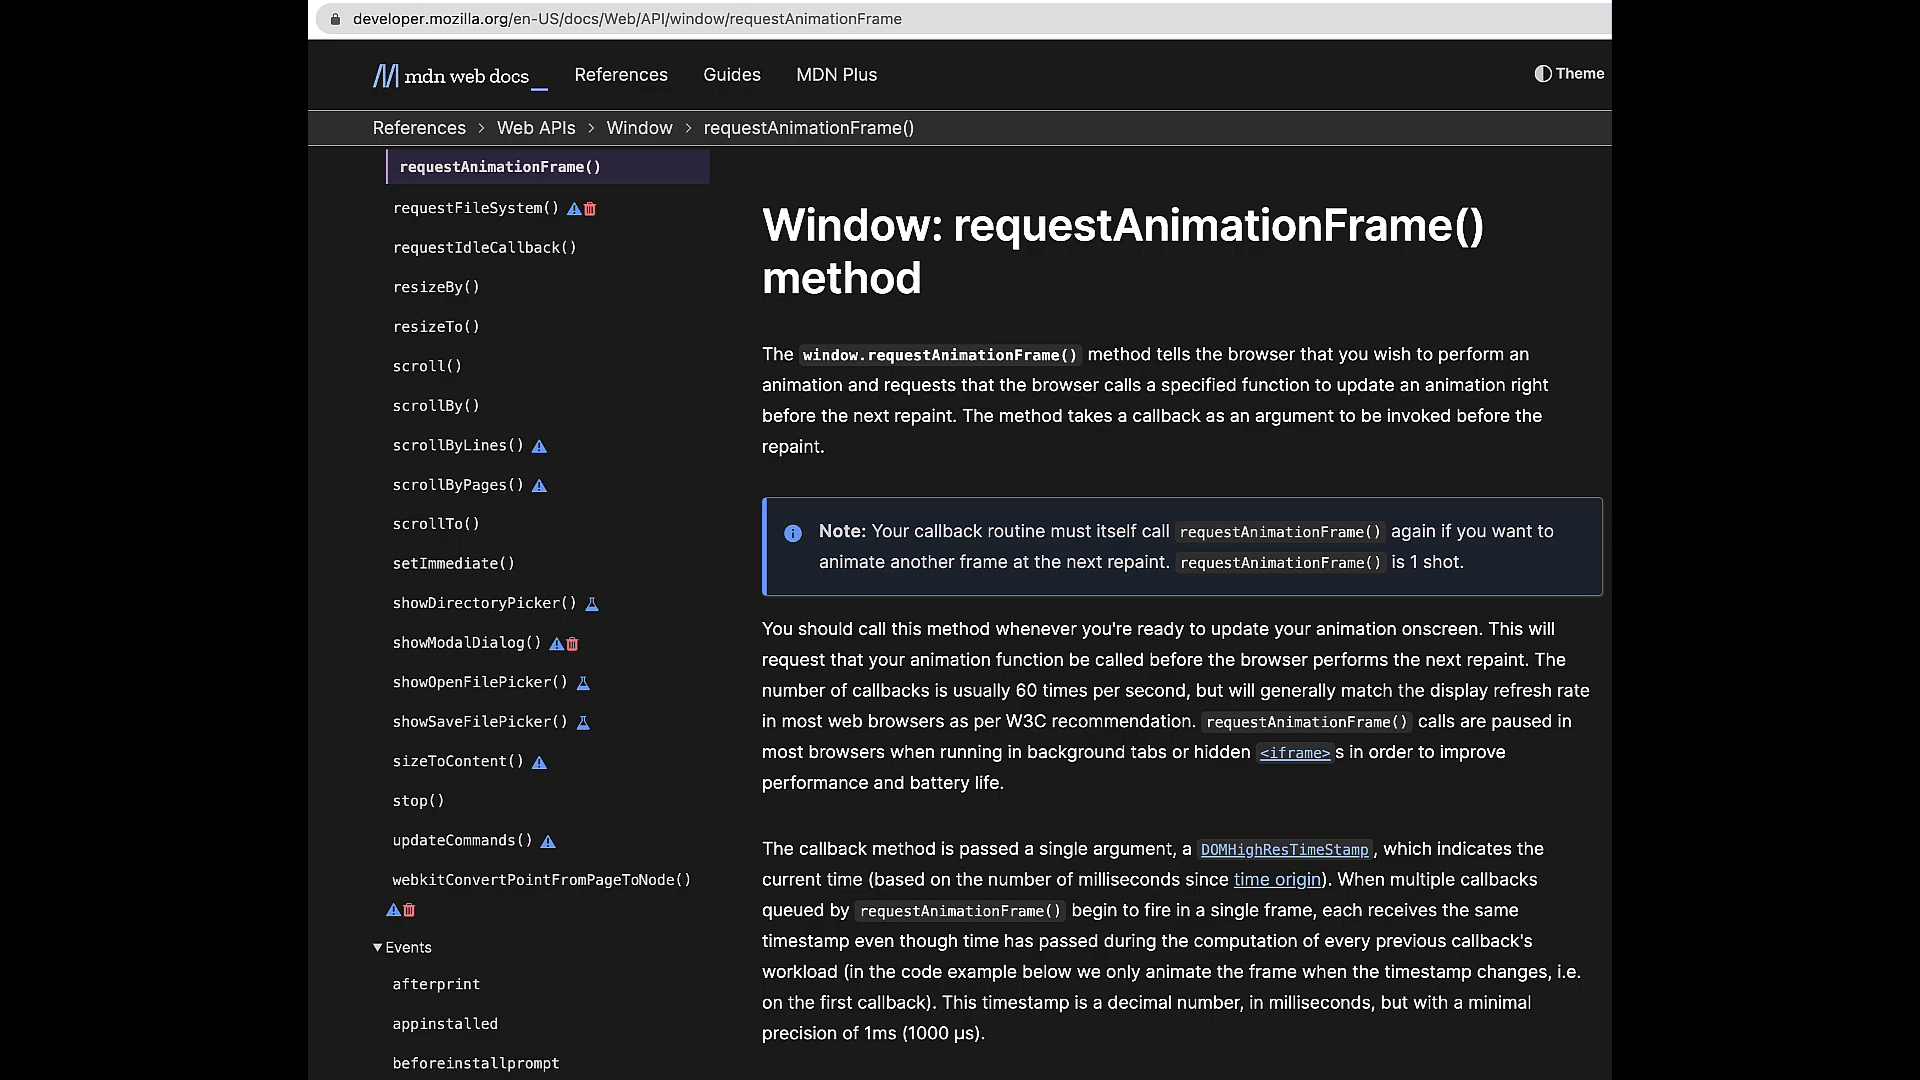 developer.mozilla.org/en-US/docs/Web/API/window/requestAnimationFrame
mdn web docs_
References
Guides
MDN Plus
Theme
References > Web APIs > Window > requestAnimationFrame()
requestAnimationFrame()
requestFileSystem()
requestIdleCallback()
resizeBy()
resizeTo()
scroll()
scrollBy()
scrollByLines()
scrollByPages()
scrollTo()
setImmediate()
showDirectoryPicker()
showModalDialog()
showOpenFilePicker()
showSaveFilePicker()
sizeToContent()
stop()
updateCommands()
webkitConvertPointFromPageToNode()
Events
afterprint
appinstalled
beforeinstallprompt
Window: requestAnimationFrame()
method
The window.requestAnimationFrame() method tells the browser that you wish to perform an
animation and requests that the browser calls a specified function to update an animation right
before the next repaint. The method takes a callback as an argument to be invoked before the
repaint.
Note: Your callback routine must itself call requestAnimationFrame() again if you want to
animate another frame at the next repaint. requestAnimationFrame() is 1 shot.
You should call this method whenever you're ready to update your animation onscreen. This will
request that your animation function be called before the browser performs the next repaint. The
number of callbacks is usually 60 times per second, but will generally match the display refresh rate
in most web browsers as per W3C recommendation. requestAnimationFrame() calls are paused in
most browsers when running in background tabs or hidden <iframe>s in order to improve
performance and battery life.
The callback method is passed a single argument, a DOMHighResTimeStamp, which indicates the
current time (based on the number of milliseconds since time origin). When multiple callbacks
queued by requestAnimationFrame() begin to fire in a single frame, each receives the same
timestamp even though time has passed during the computation of every previous callback's
workload (in the code example below we only animate the frame when the timestamp changes, i.e.
on the first callback). This timestamp is a decimal number, in milliseconds, but with a minimal
precision of 1ms (1000 µs).